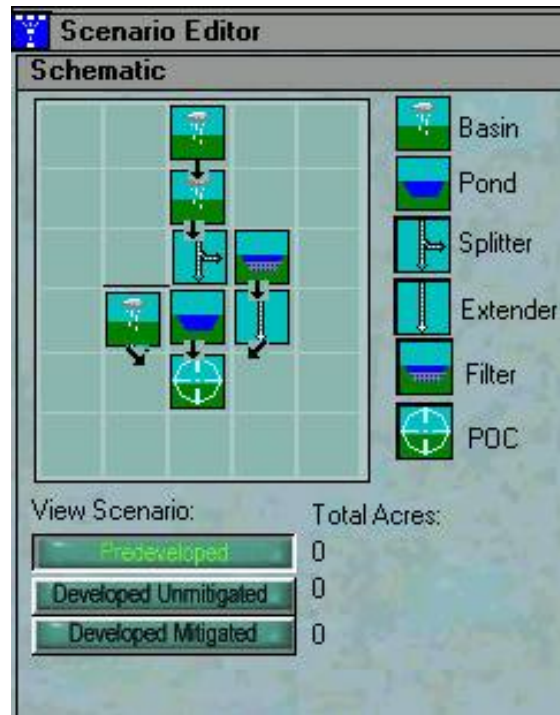 Scenario Editor
Schematic
Basin
Pond
Splitter
Extender
Filter
POC
View Scenario:
Total Acres:
Predeveloped
0
Developed Unmitigated
0
Developed Mitigated
0